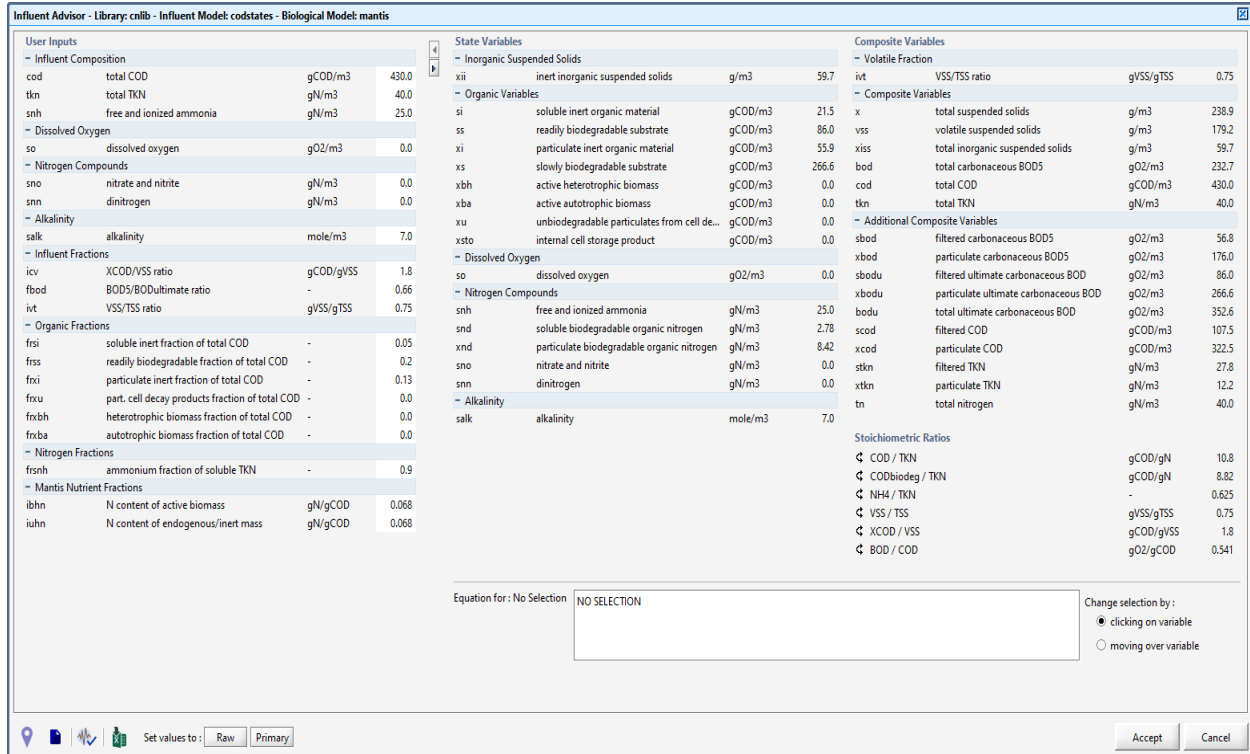 Influent Advisor - Library: cnlib - Influent Model: codstates - Biological Model: mantis
User Inputs
− Influent Composition
cod total COD gCOD/m3 430.0
tkn total TKN gN/m3 40.0
snh free and ionized ammonia gN/m3 25.0
− Dissolved Oxygen
so dissolved oxygen gO2/m3 0.0
− Nitrogen Compounds
sno nitrate and nitrite gN/m3 0.0
snn dinitrogen gN/m3 0.0
− Alkalinity
salk alkalinity mole/m3 7.0
− Influent Fractions
icv XCOD/VSS ratio gCOD/gVSS 1.8
fbod BOD5/BODultimate ratio - 0.66
ivt VSS/TSS ratio gVSS/gTSS 0.75
− Organic Fractions
frsi soluble inert fraction of total COD - 0.05
frss readily biodegradable fraction of total COD - 0.2
frxi particulate inert fraction of total COD - 0.13
frxu part. cell decay products fraction of total COD - 0.0
frxbh heterotrophic biomass fraction of total COD - 0.0
frxba autotrophic biomass fraction of total COD - 0.0
− Nitrogen Fractions
frsnh ammonium fraction of soluble TKN - 0.9
− Mantis Nutrient Fractions
ibhn N content of active biomass gN/gCOD 0.068
iuhn N content of endogenous/inert mass gN/gCOD 0.068
State Variables
− Inorganic Suspended Solids
xii inert inorganic suspended solids g/m3 59.7
− Organic Variables
si soluble inert organic material gCOD/m3 21.5
ss readily biodegradable substrate gCOD/m3 86.0
xi particulate inert organic material gCOD/m3 55.9
xs slowly biodegradable substrate gCOD/m3 266.6
xbh active heterotrophic biomass gCOD/m3 0.0
xba active autotrophic biomass gCOD/m3 0.0
xu unbiodegradable particulates from cell de... gCOD/m3 0.0
xsto internal cell storage product gCOD/m3 0.0
− Dissolved Oxygen
so dissolved oxygen gO2/m3 0.0
− Nitrogen Compounds
snh free and ionized ammonia gN/m3 25.0
snd soluble biodegradable organic nitrogen gN/m3 2.78
xnd particulate biodegradable organic nitrogen gN/m3 8.42
sno nitrate and nitrite gN/m3 0.0
snn dinitrogen gN/m3 0.0
− Alkalinity
salk alkalinity mole/m3 7.0
Composite Variables
− Volatile Fraction
ivt VSS/TSS ratio gVSS/gTSS 0.75
− Composite Variables
x total suspended solids g/m3 238.9
vss volatile suspended solids g/m3 179.2
xiss total inorganic suspended solids g/m3 59.7
bod total carbonaceous BOD5 gO2/m3 232.7
cod total COD gCOD/m3 430.0
tkn total TKN gN/m3 40.0
− Additional Composite Variables
sbod filtered carbonaceous BOD5 gO2/m3 56.8
xbod particulate carbonaceous BOD5 gO2/m3 176.0
sbodu filtered ultimate carbonaceous BOD gO2/m3 86.0
xbodu particulate ultimate carbonaceous BOD gO2/m3 266.6
bodu total ultimate carbonaceous BOD gO2/m3 352.6
scod filtered COD gCOD/m3 107.5
xcod particulate COD gCOD/m3 322.5
stkn filtered TKN gN/m3 27.8
xtkn particulate TKN gN/m3 12.2
tn total nitrogen gN/m3 40.0
Stoichiometric Ratios
COD / TKN gCOD/gN 10.8
CODbiodeg / TKN gCOD/gN 8.82
NH4 / TKN - 0.625
VSS / TSS gVSS/gTSS 0.75
XCOD / VSS gCOD/gVSS 1.8
BOD / COD gO2/gCOD 0.541
Equation for : No Selection
NO SELECTION
Change selection by :
clicking on variable
moving over variable
Set values to : Raw Primary
Accept Cancel